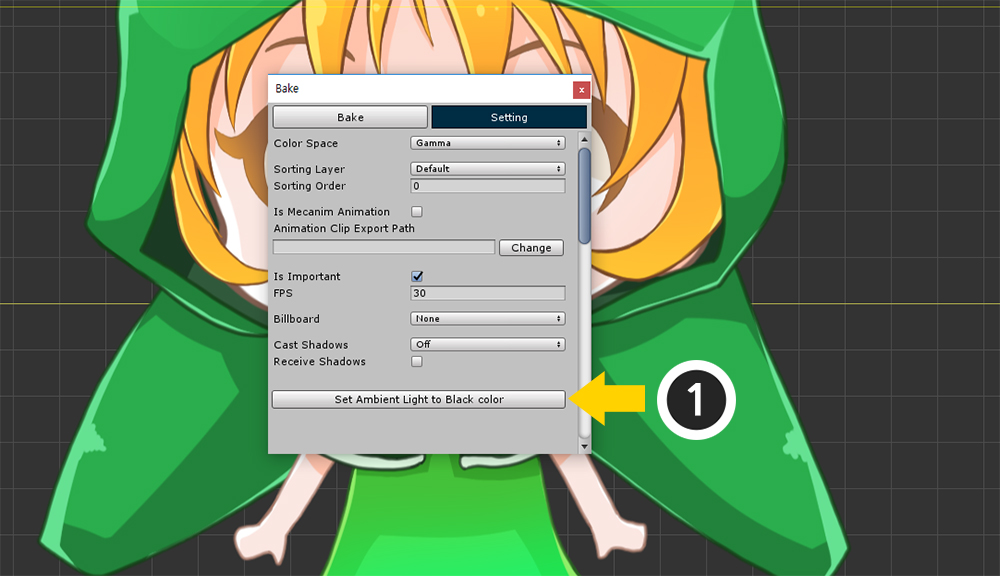 Bake
x
Bake Setting
Color Space Gamma
Sorting Layer Default
Sorting Order 0
Is Mecanim Animation
Animation Clip Export Path
Change
Is Important
FPS 30
Billboard None
Cast Shadows Off
Receive Shadows
Set Ambient Light to Black color
1